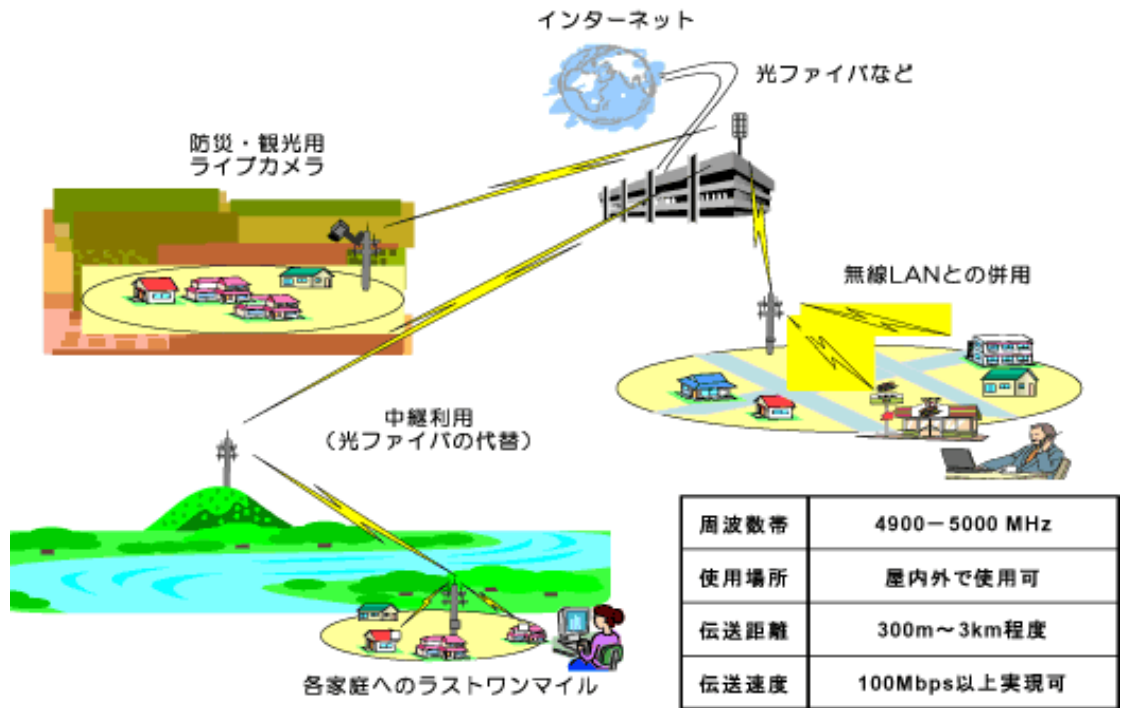 インターネット
光ファイバなど
防災・観光用
ライブカメラ
無線LANとの併用
中継利用
（光ファイバの代替）
周波数帯 4900－5000 MHz
使用場所 屋内外で使用可
伝送距離 300m～3km程度
伝送速度 100Mbps以上実現可
各家庭へのラストワンマイル